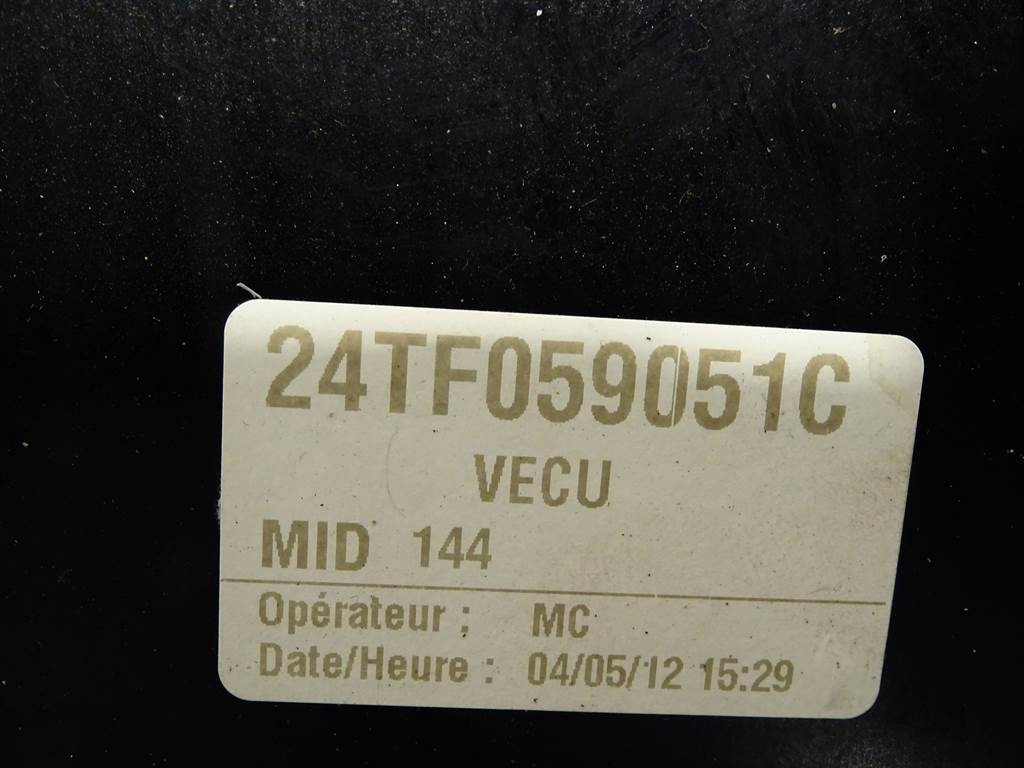 24TF059051C
VECU
MID 144
Opérateur : MC
Date/Heure : 04/05/12 15:29